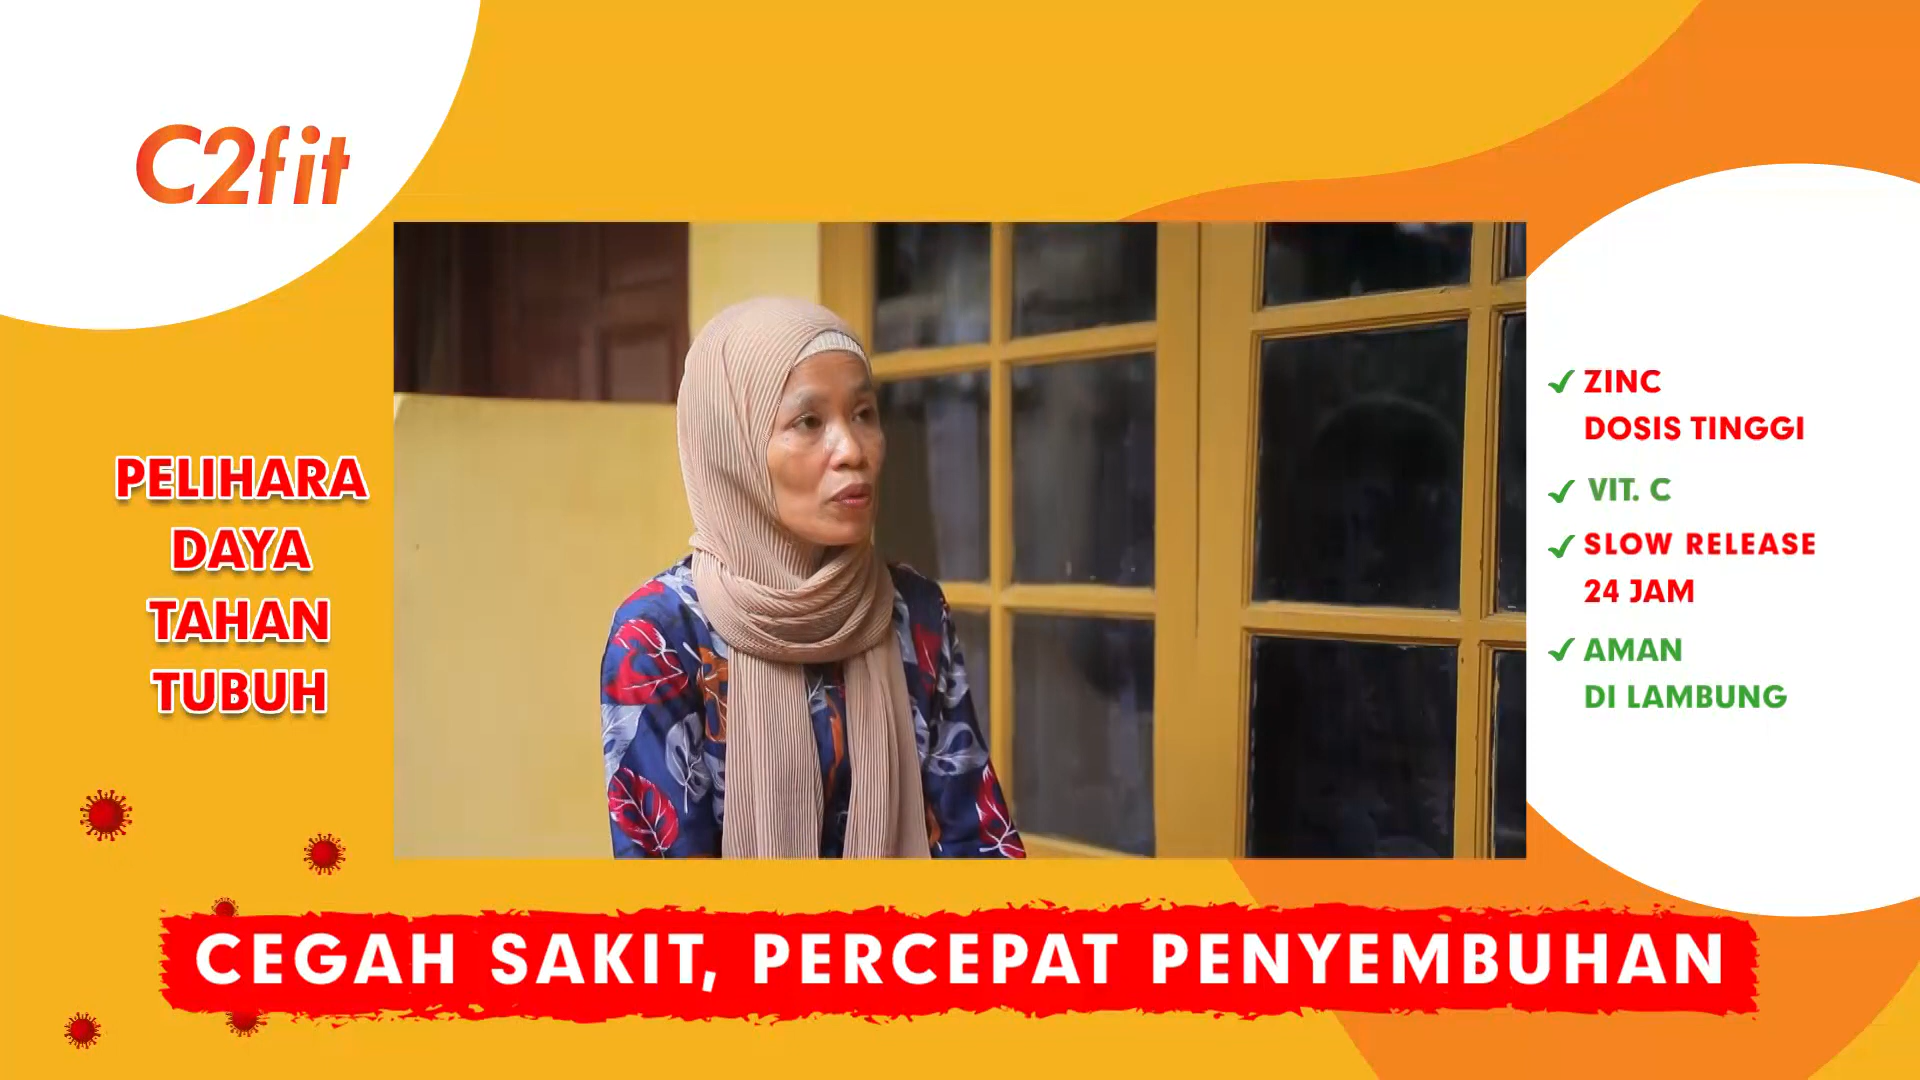 C2fit
PELIHARA
DAYA
TAHAN
TUBUH
ZINC
DOSIS TINGGI
VIT. C
SLOW RELEASE
24 JAM
AMAN
DI LAMBUNG
CEGAH SAKIT, PERCEPAT PENYEMBUHAN